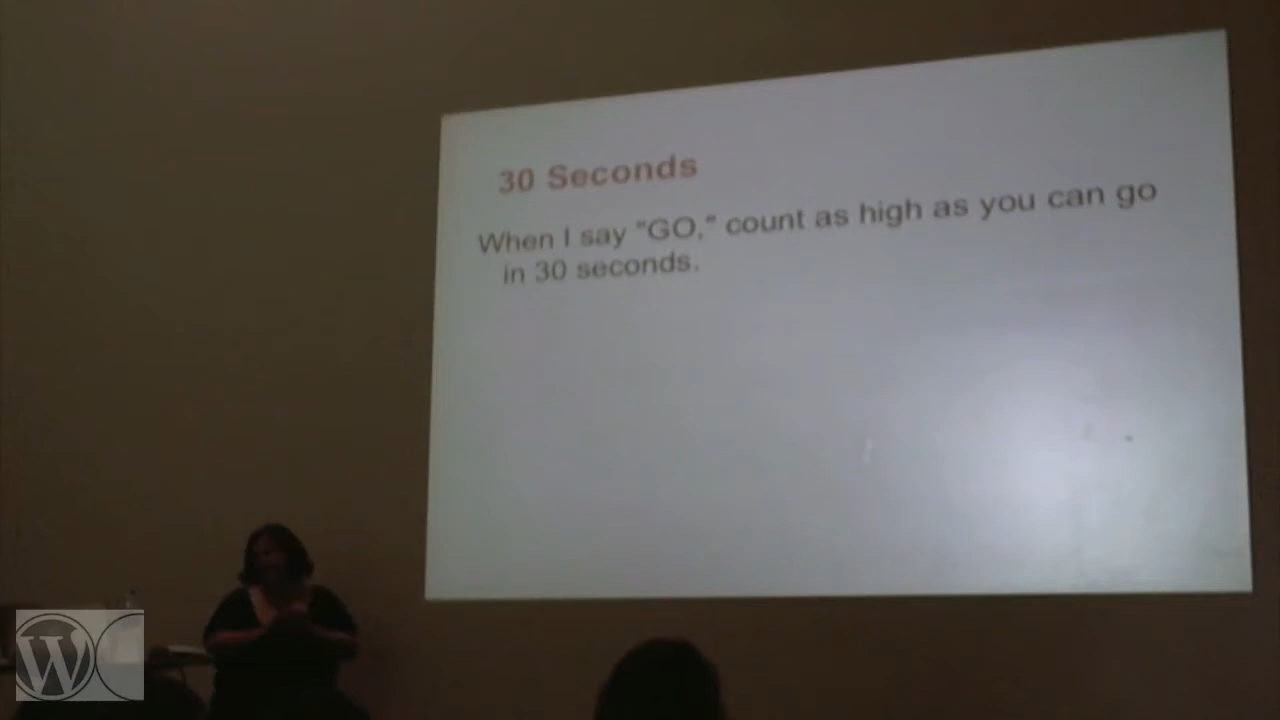 30 Seconds
When I say "GO," count as high as you can go
in 30 seconds.